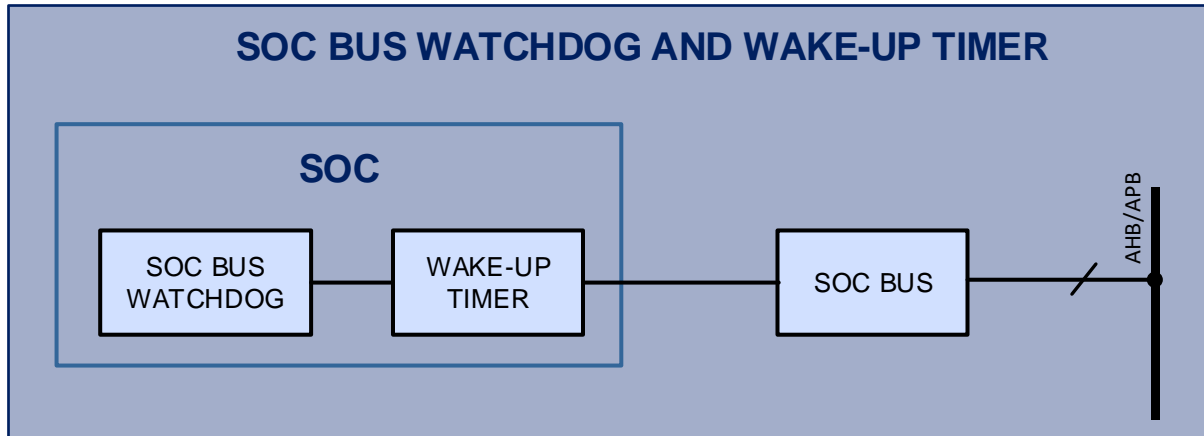 SOC BUS WATCHDOG AND WAKE-UP TIMER
SOC
SOC BUS
WATCHDOG
WAKE-UP
TIMER
SOC BUS
AHB/APB